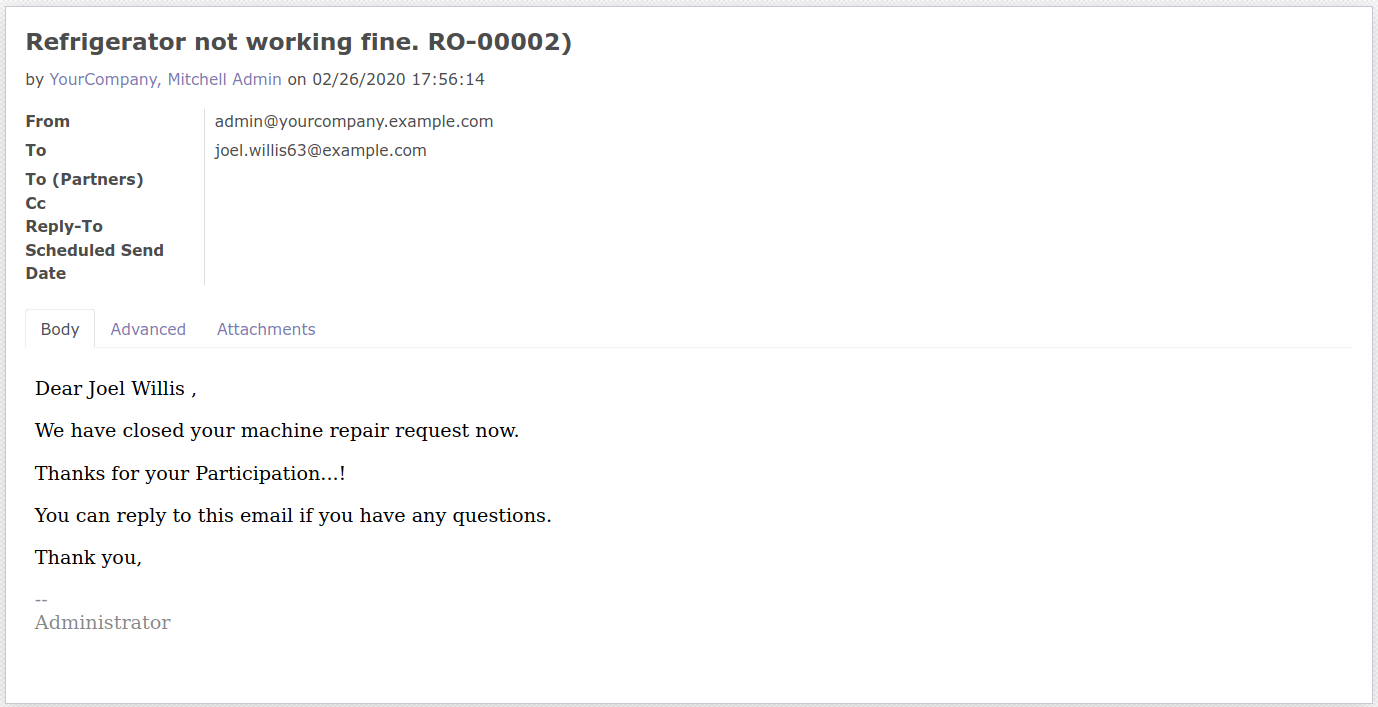 Refrigerator not working fine. RO-00002)
by YourCompany, Mitchell Admin on 02/26/2020 17:56:14
From admin@yourcompany.example.com
To joel.willis63@example.com
To (Partners)
Cc
Reply-To
Scheduled Send
Date
Body Advanced Attachments
Dear Joel Willis ,
We have closed your machine repair request now.
Thanks for your Participation...!
You can reply to this email if you have any questions.
Thank you,
--
Administrator